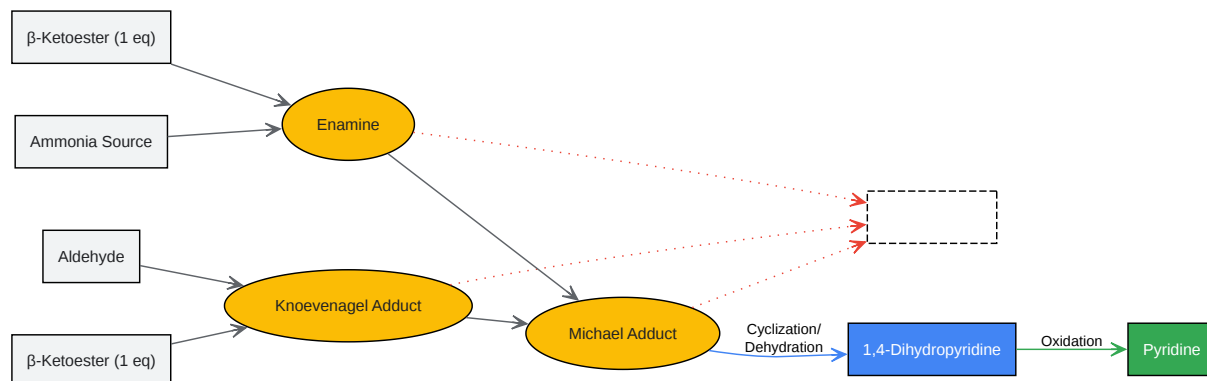 β-Ketoester (1 eq)
Ammonia Source
Enamine
Aldehyde
β-Ketoester (1 eq)
Knoevenagel Adduct
Michael Adduct
Cyclization/
Dehydration
1,4-Dihydropyridine
Oxidation
Pyridine